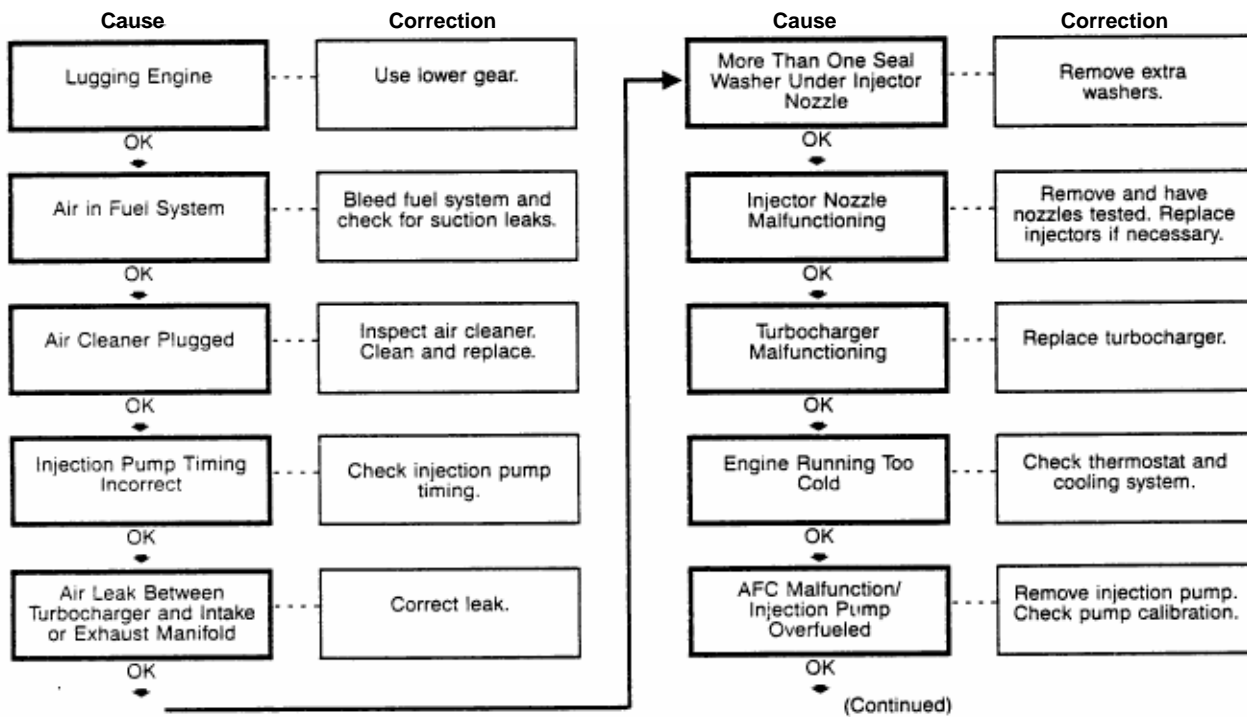 Cause
Correction
Lugging Engine
Use lower gear.
OK
Air in Fuel System
Bleed fuel system and
check for suction leaks.
OK
Air Cleaner Plugged
Inspect air cleaner.
Clean and replace.
OK
Injection Pump Timing
Incorrect
Check injection pump
timing.
OK
Air Leak Between
Turbocharger and Intake
or Exhaust Manifold
Correct leak.
OK
Cause
Correction
More Than One Seal
Washer Under Injector
Nozzle
Remove extra
washers.
OK
Injector Nozzle
Malfunctioning
Remove and have
nozzles tested. Replace
injectors if necessary.
OK
Turbocharger
Malfunctioning
Replace turbocharger.
OK
Engine Running Too
Cold
Check thermostat and
cooling system.
OK
AFC Malfunction/
Injection Pump
Overfueled
Remove injection pump.
Check pump calibration.
OK
(Continued)